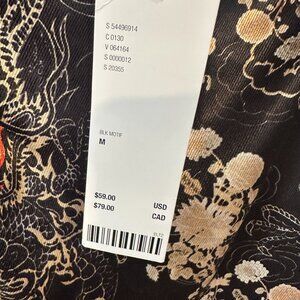 S 54496914
C 0130
V 064164
S 0000012
S 20355
BLK MOTIF
M
$59.00 USD
$79.00 CAD